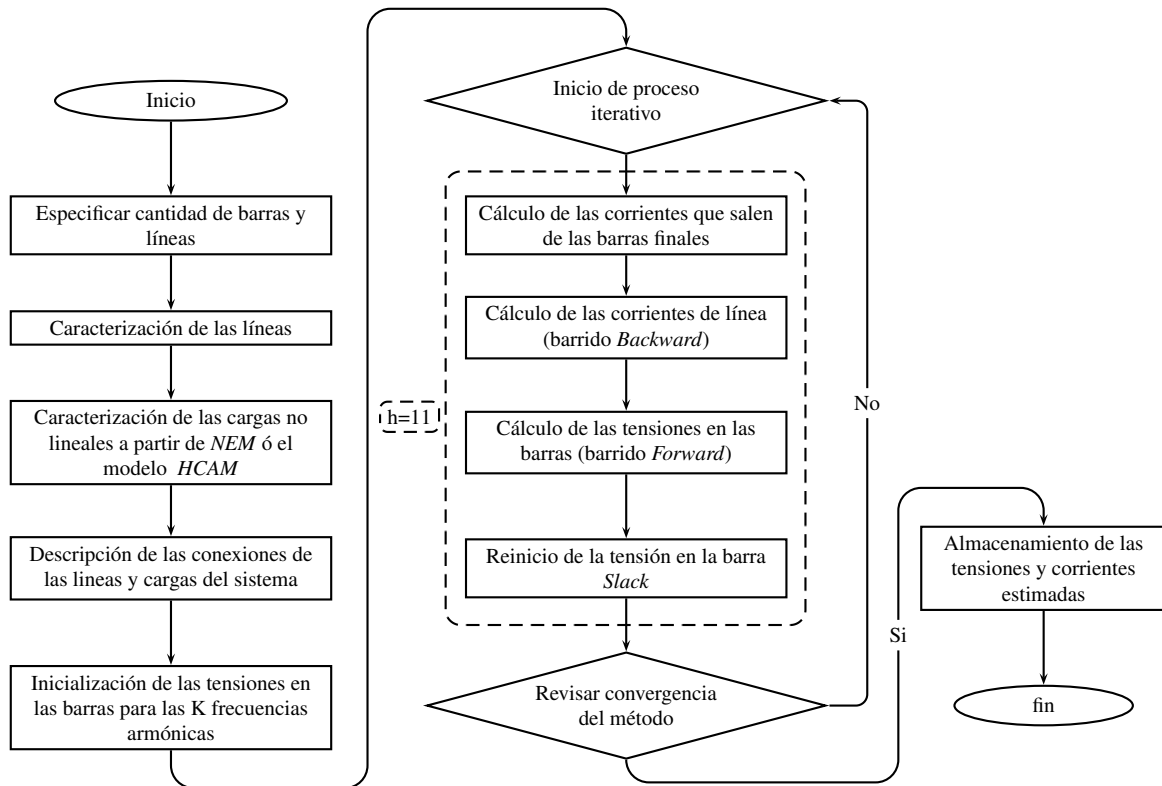 Inicio
Especificar cantidad de barras y
líneas
Caracterización de las líneas
Caracterización de las cargas no
lineales a partir de NEM ó el
modelo HCAM
Descripción de las conexiones de
las lineas y cargas del sistema
Inicialización de las tensiones en
las barras para las K frecuencias
armónicas
Inicio de proceso
iterativo
Cálculo de las corrientes que salen
de las barras finales
Cálculo de las corrientes de línea
(barrido Backward)
h=11
Cálculo de las tensiones en las
barras (barrido Forward)
Reinicio de la tensión en la barra
Slack
Revisar convergencia
del método
No
Si
Almacenamiento de las
tensiones y corrientes
estimadas
fin